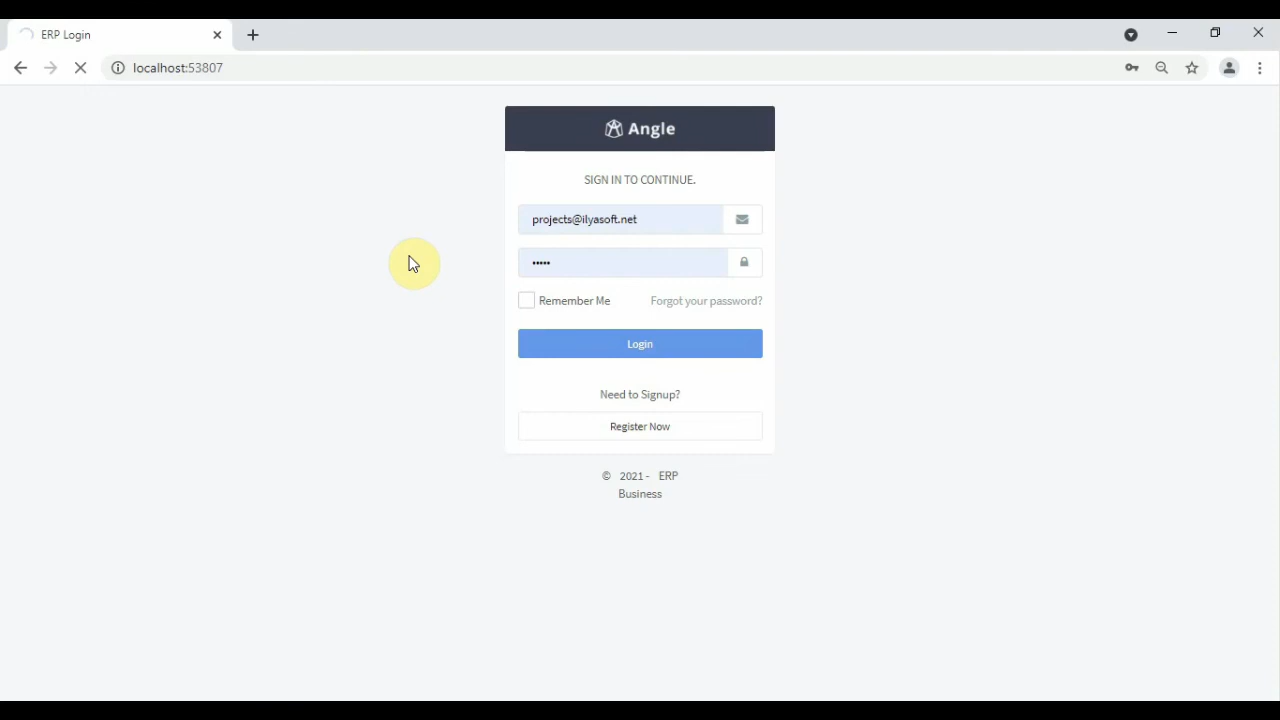 ERP Login
localhost:53807
Angle
SIGN IN TO CONTINUE.
projects@ilyasoft.net
•••••
Remember Me Forgot your password?
Login
Need to Signup?
Register Now
© 2021 - ERP
Business